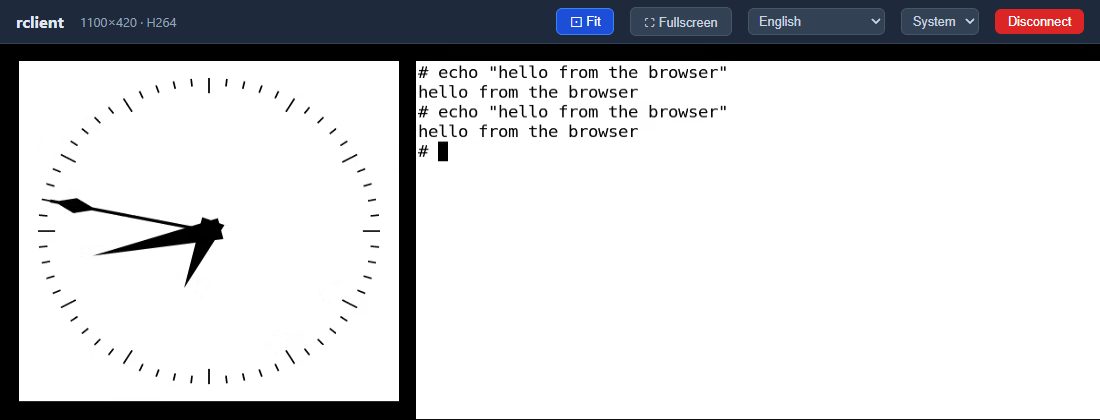 rclient 1100×420 · H264 Fit Fullscreen English System Disconnect
# echo "hello from the browser"
hello from the browser
# echo "hello from the browser"
hello from the browser
#